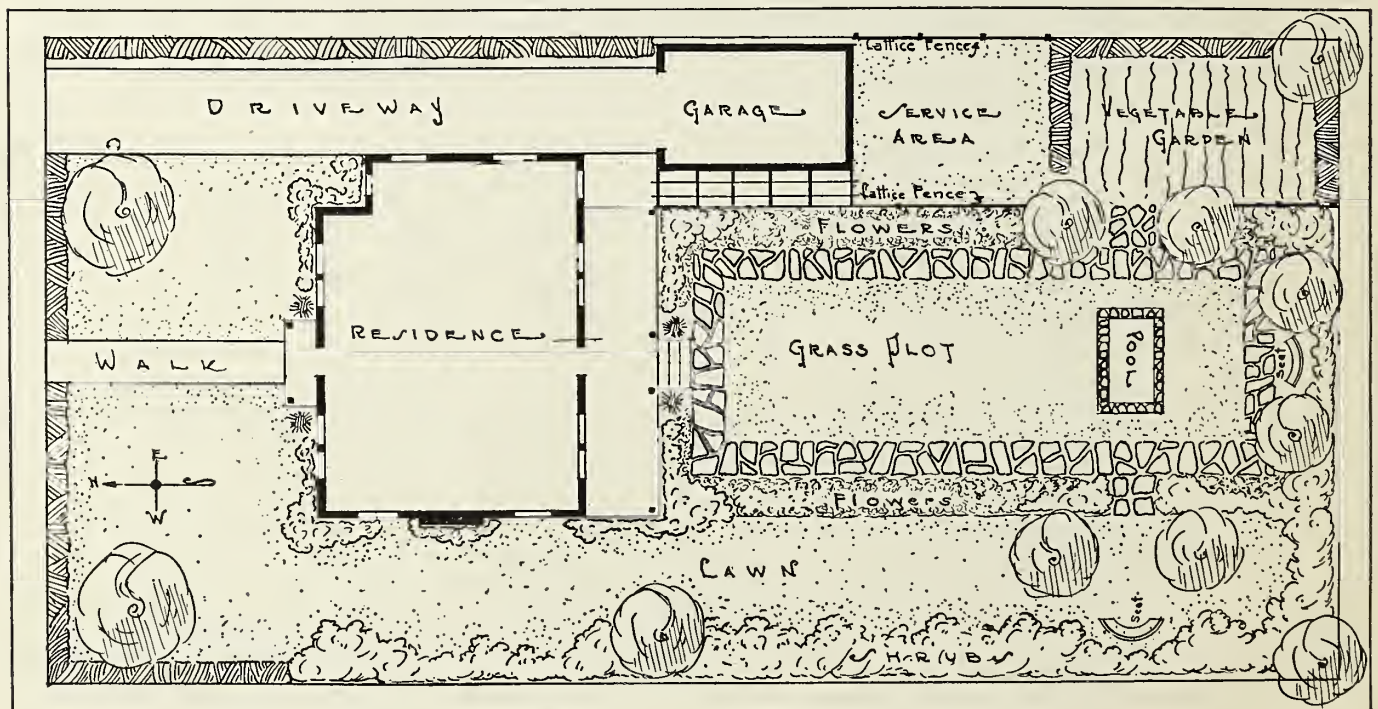 Lattice Fence
DRIVEWAY
GARAGE
SERVICE
AREA
VEGETABLE
GARDEN
Lattice Fence
FLOWERS
RESIDENCE
WALK
GRASS PLOT
POOL
Seat
E
N
W
Flowers
LAWN
Seat
SHRUBS